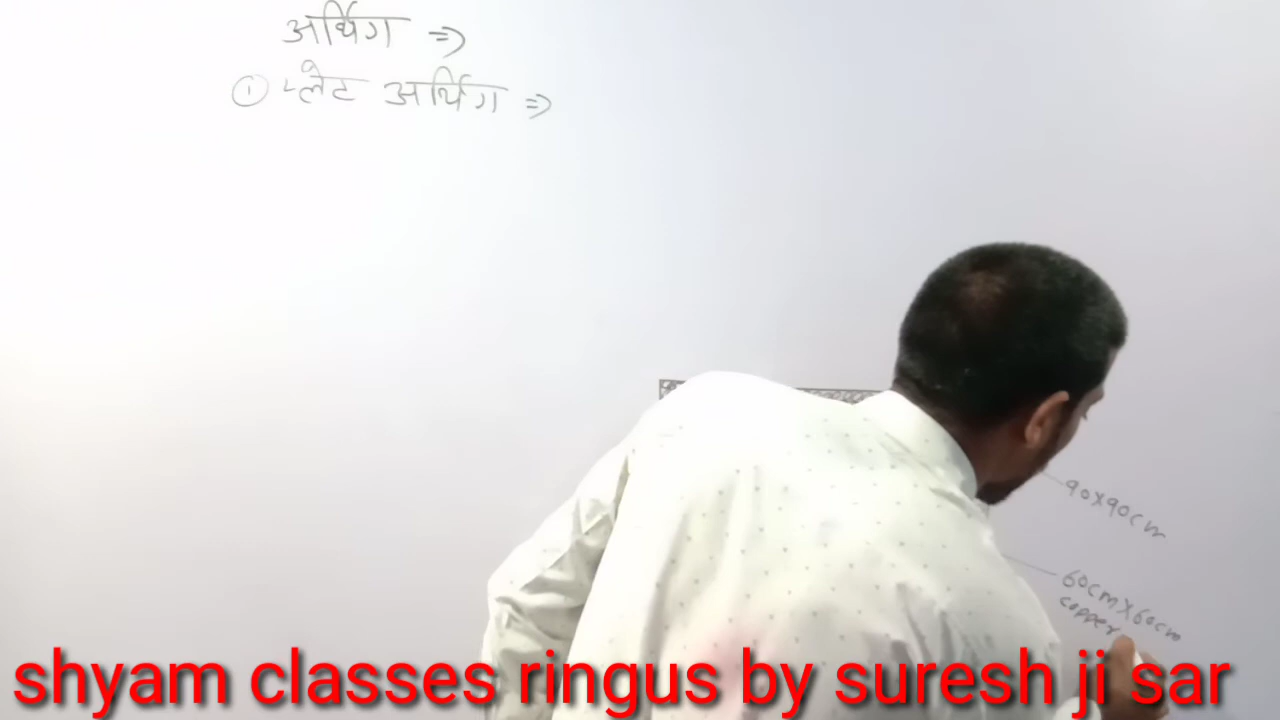 अर्थिग ⇒
① प्लेट अर्थिग ⇒
90X90cm
60cmX60cm
copper
shyam classes ringus by suresh ji sar